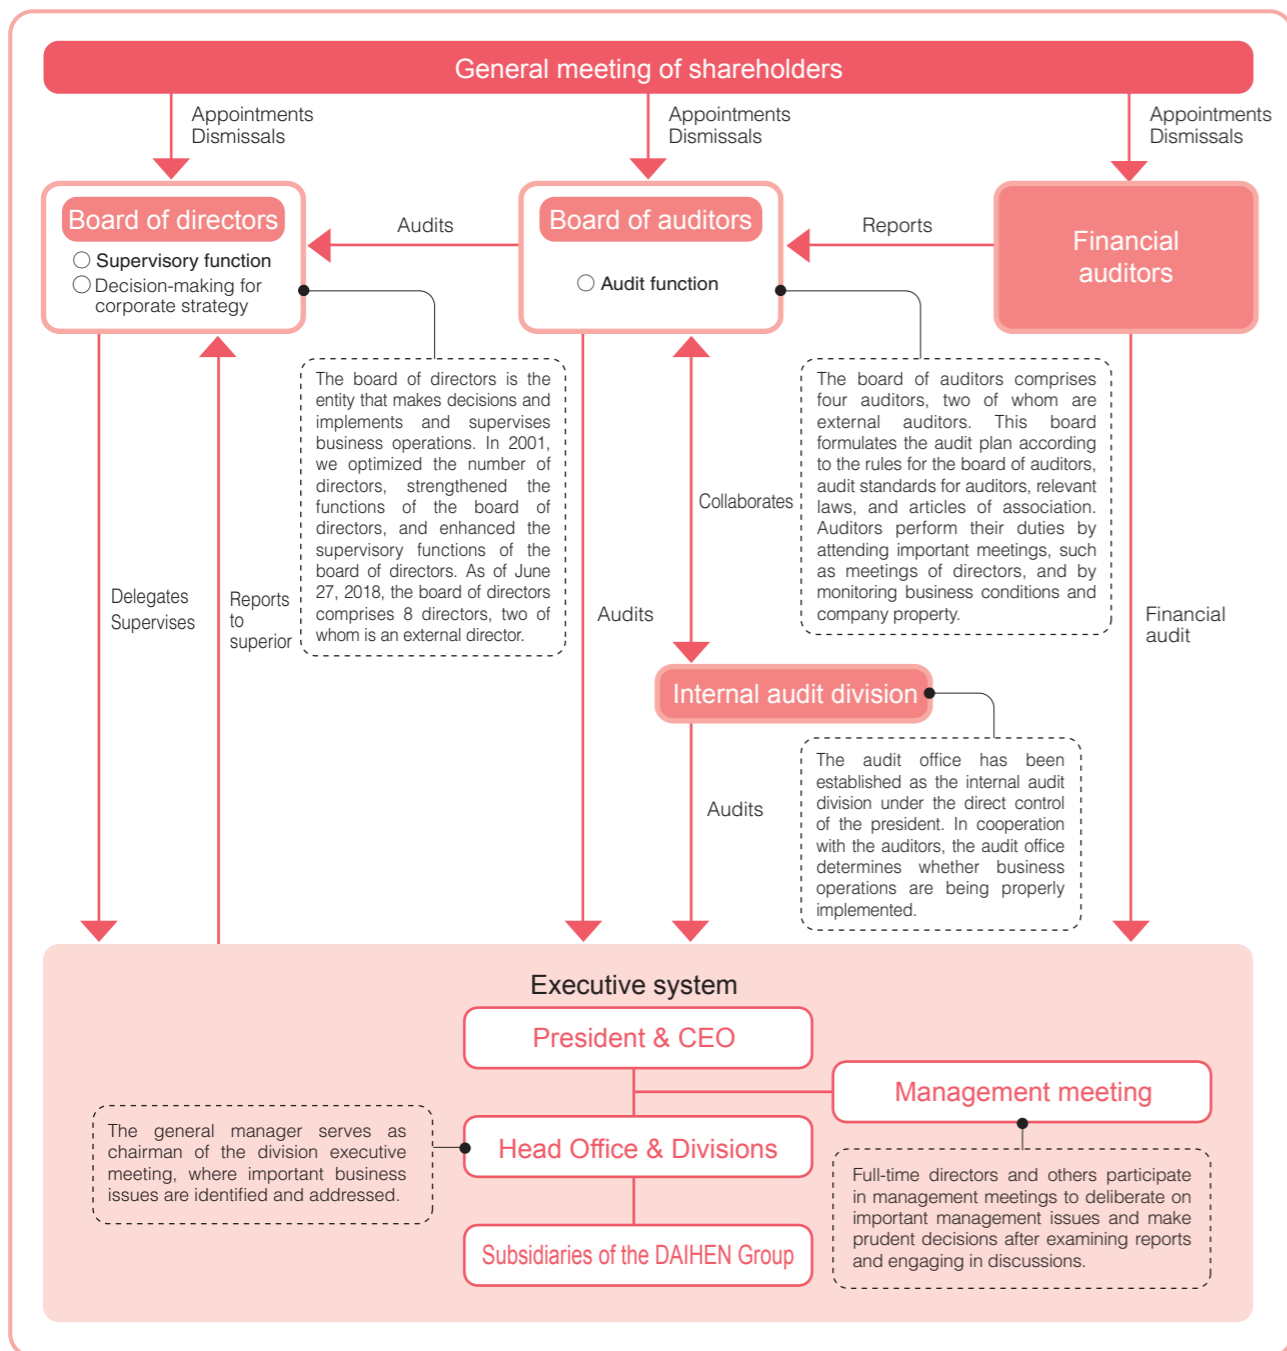 General meeting of shareholders
Appointments
Dismissals
Appointments
Dismissals
Appointments
Dismissals
Board of directors
○ Supervisory function
○ Decision-making for
corporate strategy
Audits
Board of auditors
○ Audit function
Reports
Financial
auditors
The board of directors is the
entity that makes decisions and
implements and supervises
business operations. In 2001,
we optimized the number of
directors, strengthened the
functions of the board of
directors, and enhanced the
supervisory functions of the
board of directors. As of June
27, 2018, the board of directors
comprises 8 directors, two of
whom is an external director.
The board of auditors comprises
four auditors, two of whom are
external auditors. This board
formulates the audit plan according
to the rules for the board of auditors,
audit standards for auditors, relevant
laws, and articles of association.
Auditors perform their duties by
attending important meetings, such
as meetings of directors, and by
monitoring business conditions and
company property.
Collaborates
Delegates
Supervises
Reports
to
superior
Audits
Financial
audit
Internal audit division
The audit office has been
established as the internal audit
division under the direct control
of the president. In cooperation
with the auditors, the audit office
determines whether business
operations are being properly
implemented.
Audits
Executive system
President & CEO
Management meeting
Head Office & Divisions
The general manager serves as
chairman of the division executive
meeting, where important business
issues are identified and addressed.
Full-time directors and others participate
in management meetings to deliberate on
important management issues and make
prudent decisions after examining reports
and engaging in discussions.
Subsidiaries of the DAIHEN Group